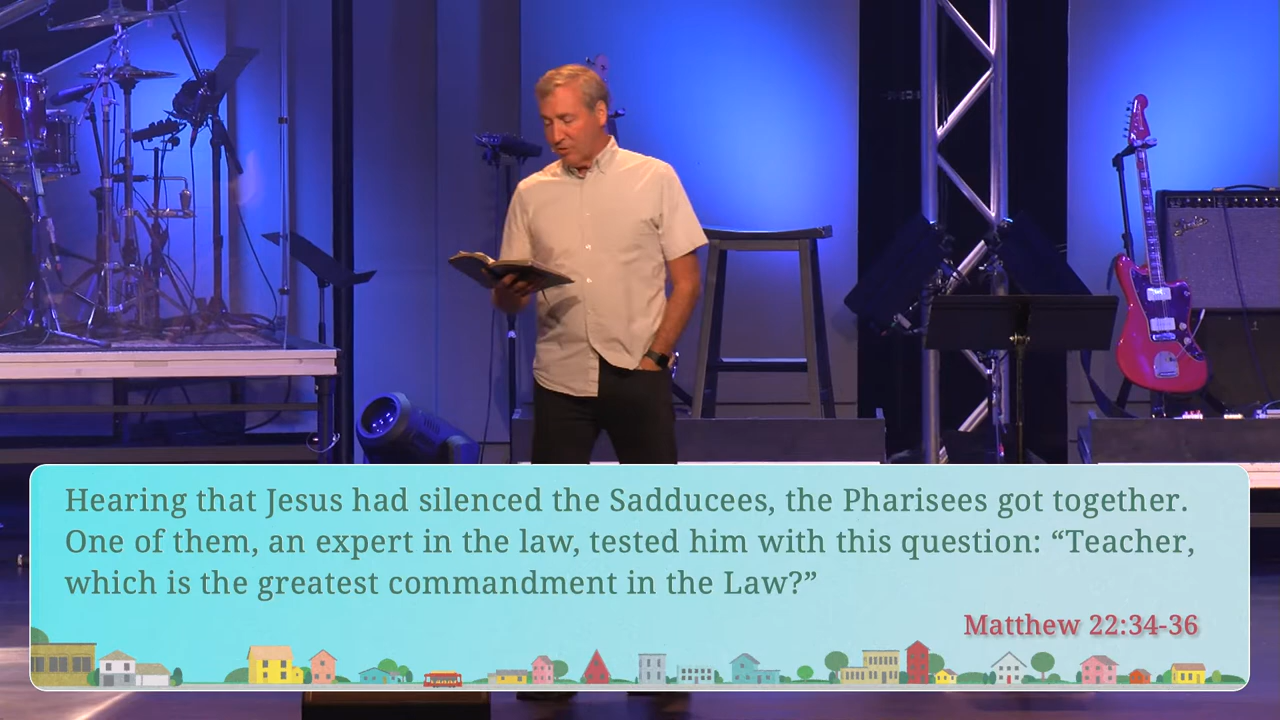 Hearing that Jesus had silenced the Sadducees, the Pharisees got together.
One of them, an expert in the law, tested him with this question: “Teacher,
which is the greatest commandment in the Law?”
Matthew 22:34-36